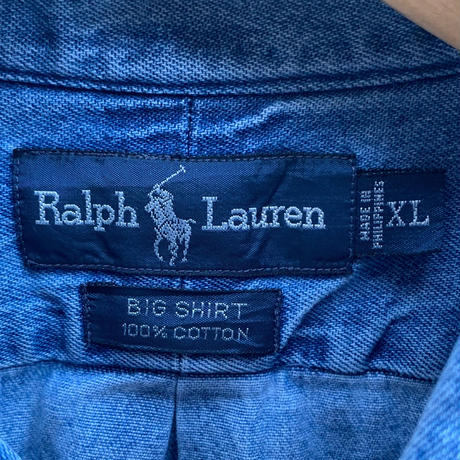 Ralph Lauren
MADE IN
PHILIPPINES
XL
BIG SHIRT
100% COTTON